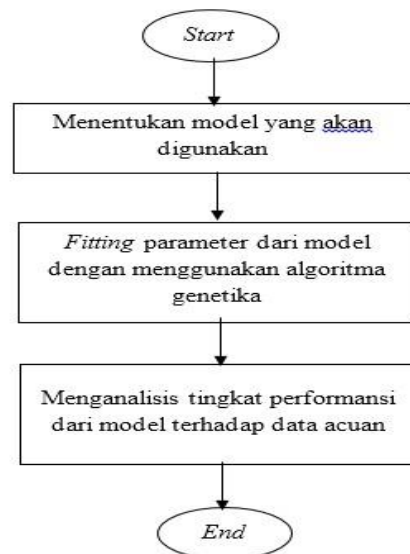 Start
Menentukan model yang akan
digunakan
Fitting parameter dari model
dengan menggunakan algoritma
genetika
Menganalisis tingkat performansi
dari model terhadap data acuan
End